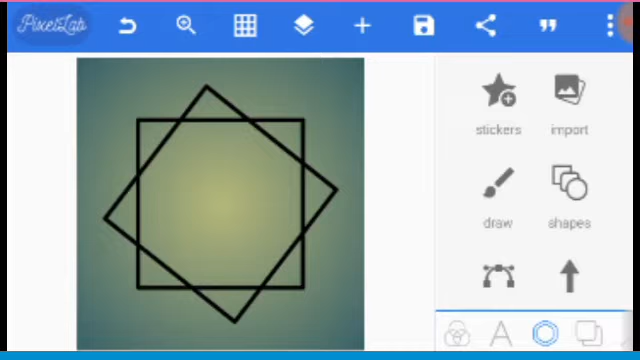 PixelLab
stickers
import
draw
shapes